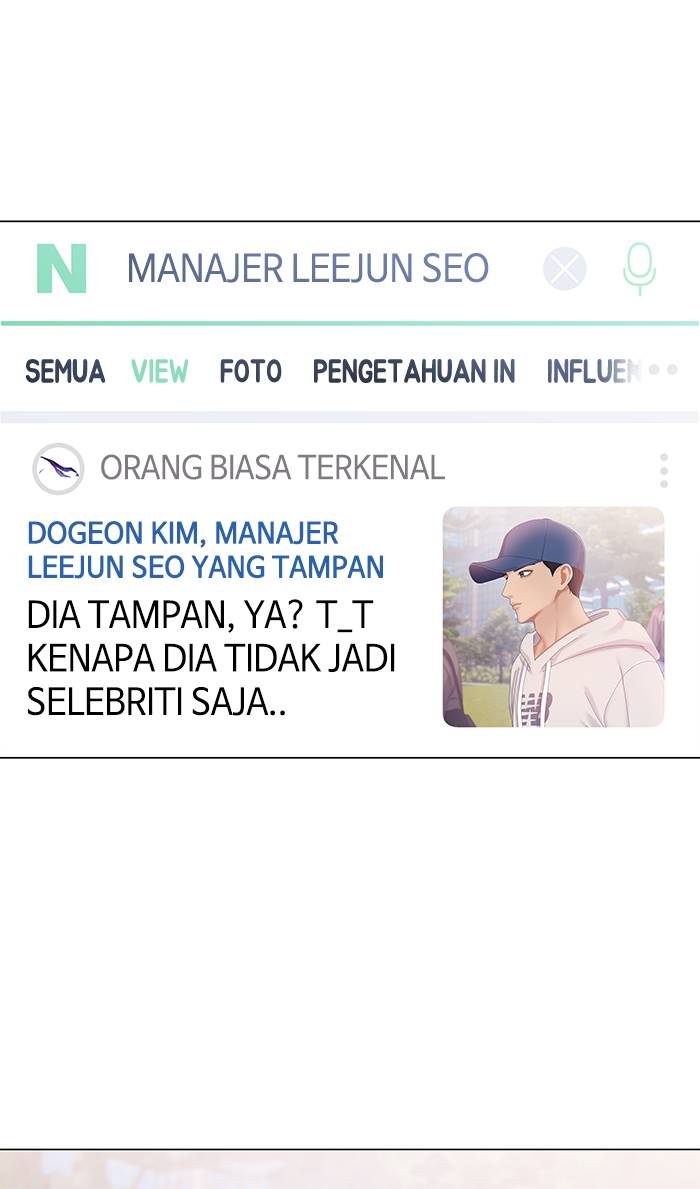 N MANAJER LEEJUN SEO
SEMUA VIEW FOTO PENGETAHUAN IN INFLUEN
ORANG BIASA TERKENAL
DOGEON KIM, MANAJER
LEEJUN SEO YANG TAMPAN
DIA TAMPAN, YA? T_T
KENAPA DIA TIDAK JADI
SELEBRITI SAJA..